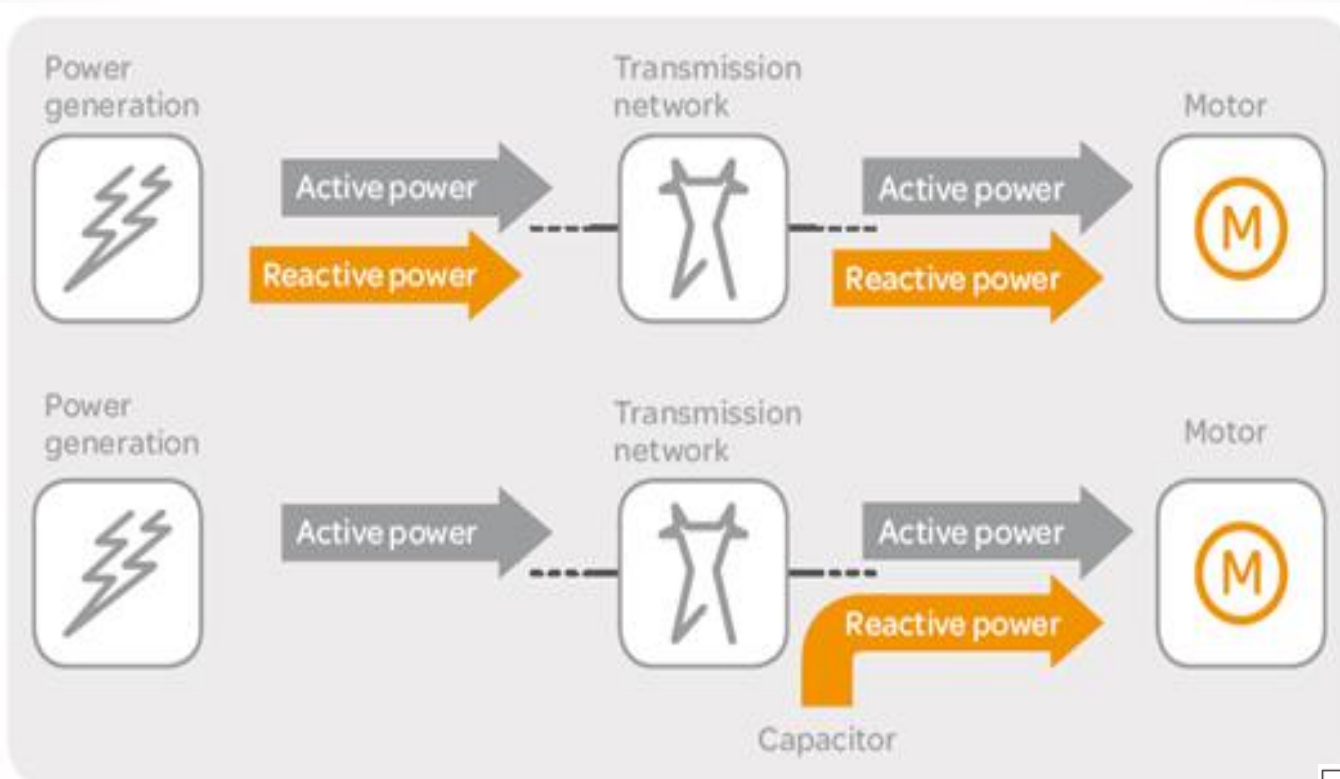 Power
generation
Transmission
network
Motor
Active power
Active power
Reactive power
Reactive power
M
Power
generation
Transmission
network
Motor
Active power
Active power
M
Reactive power
Capacitor